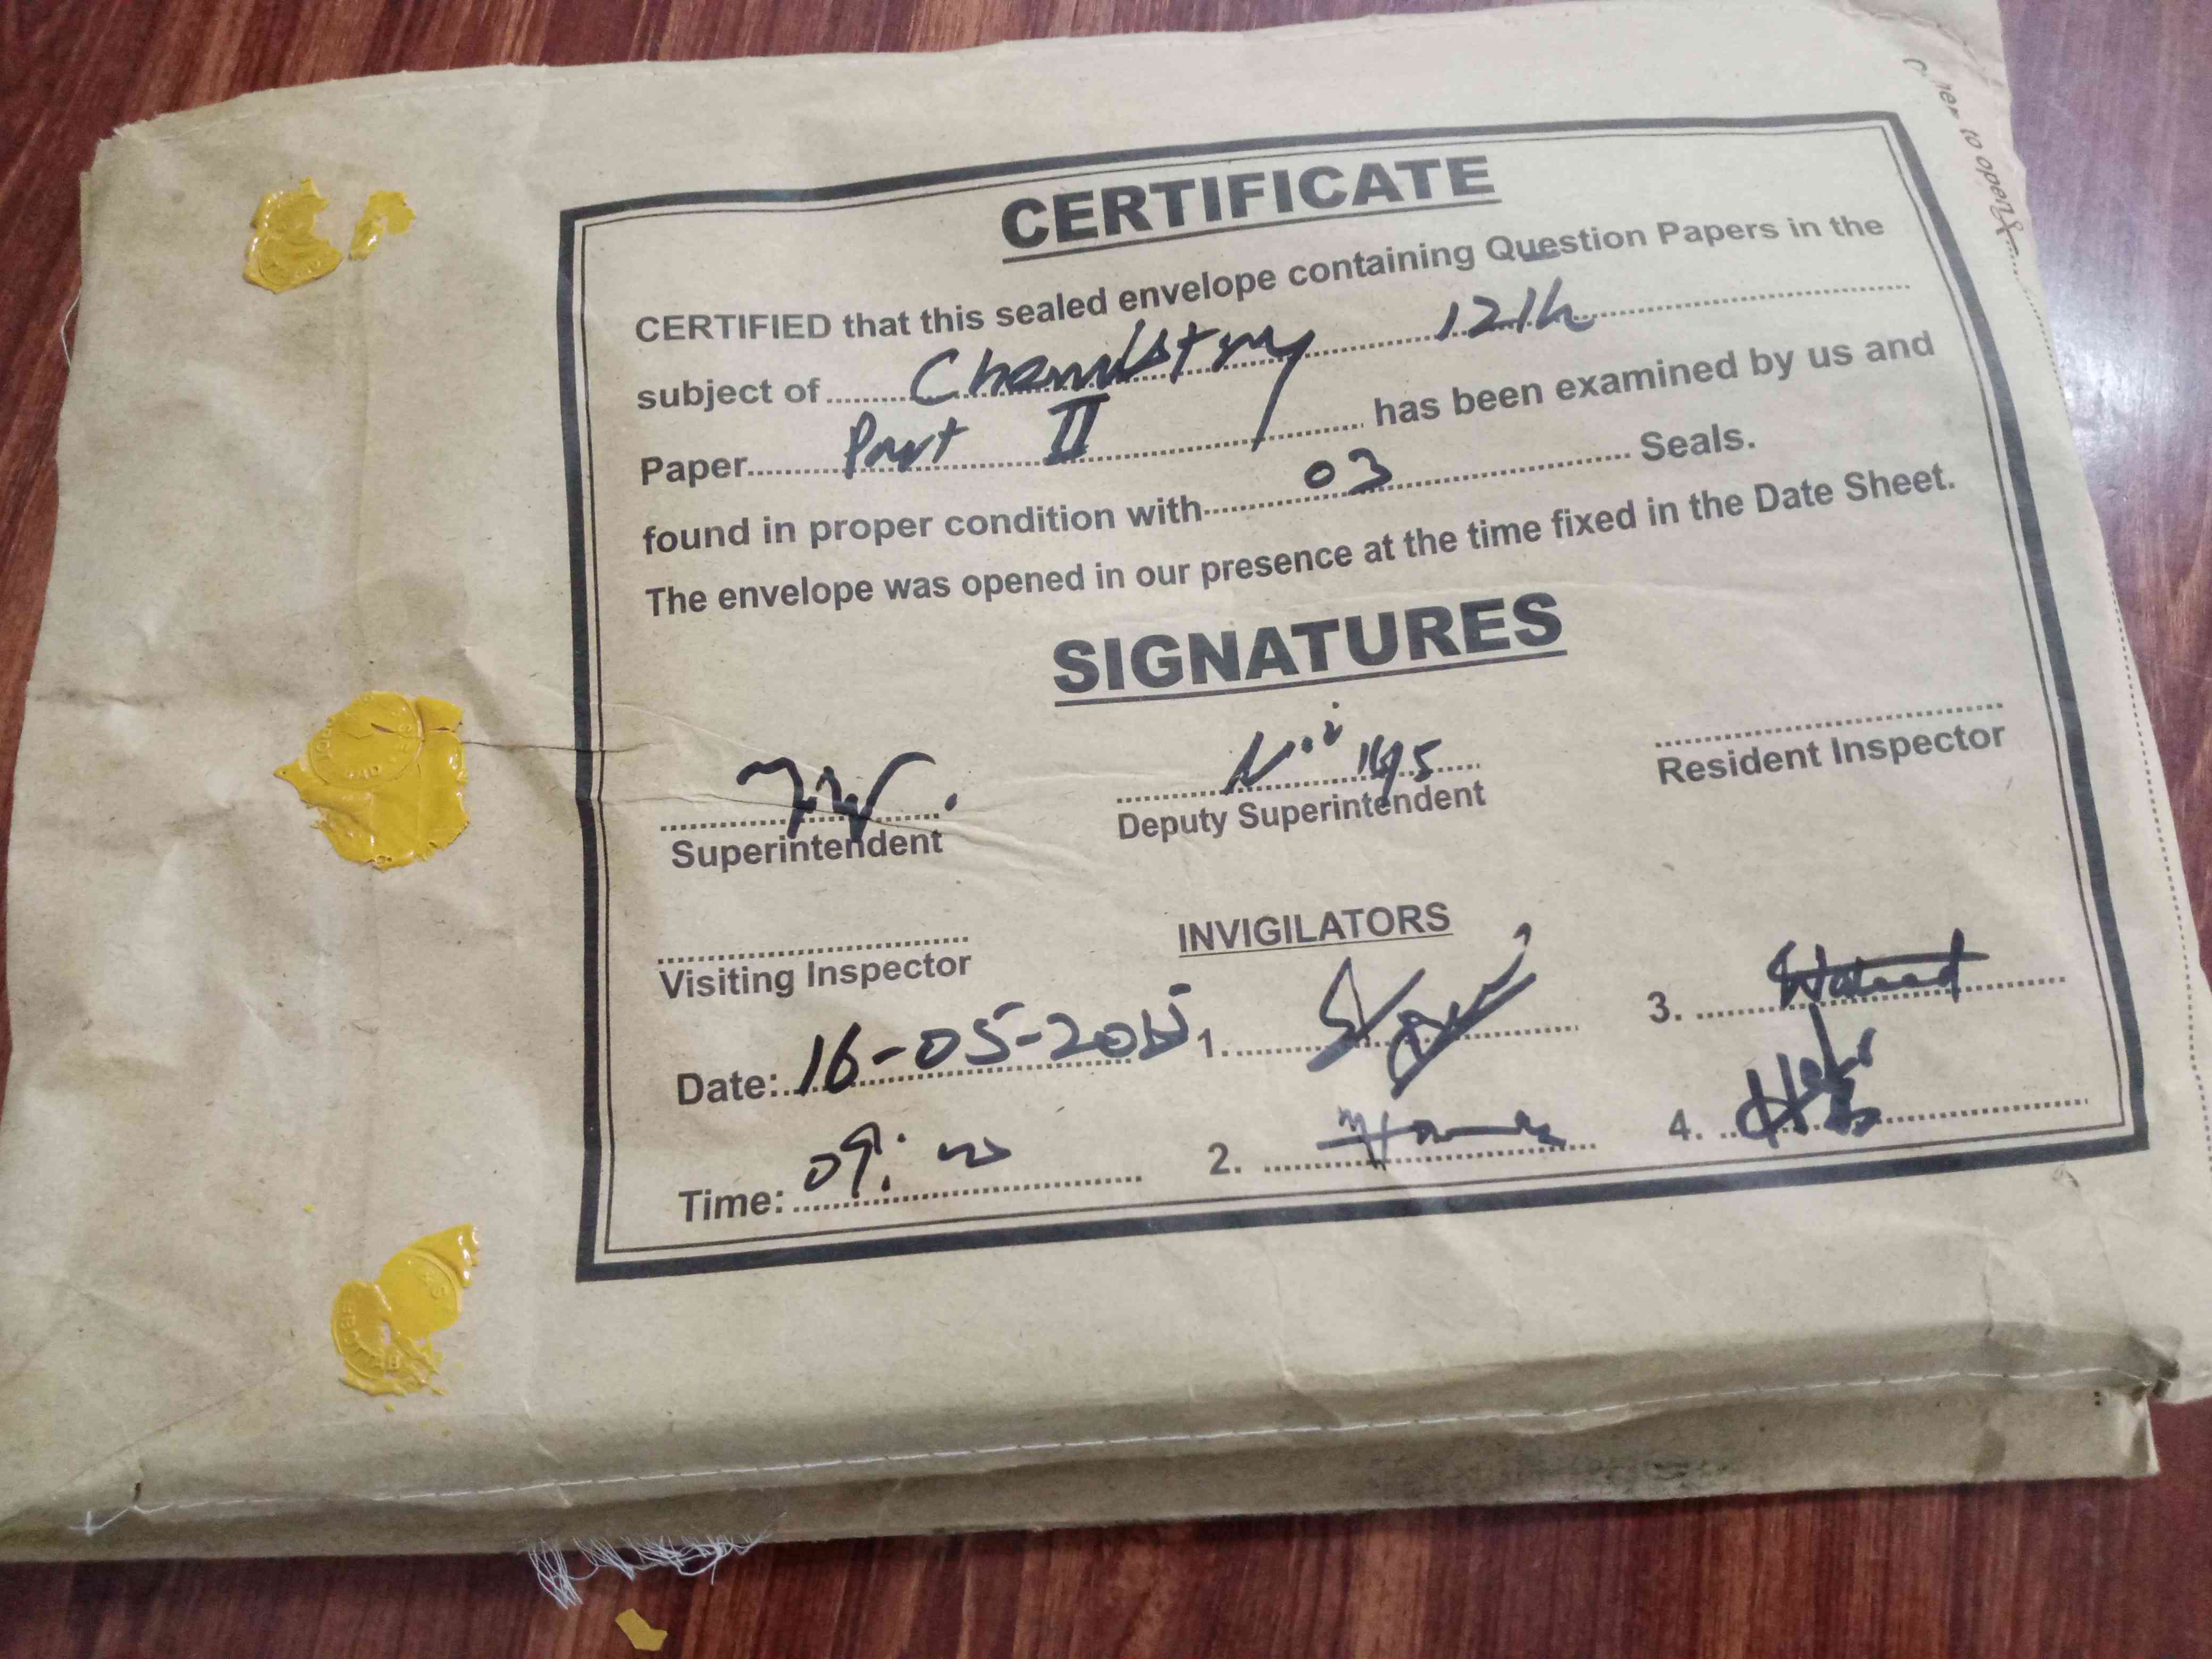 CERTIFICATE
CERTIFIED that this sealed envelope containing Question Papers in the
subject of Chemistry 12th
Paper Part II has been examined by us and
found in proper condition with 03 Seals.
The envelope was opened in our presence at the time fixed in the Date Sheet.
SIGNATURES
Superintendent
Deputy Superintendent
Resident Inspector
Visiting Inspector
INVIGILATORS
Date: 16-05-
1.
3.
Time: 09:
2.
4.
to open